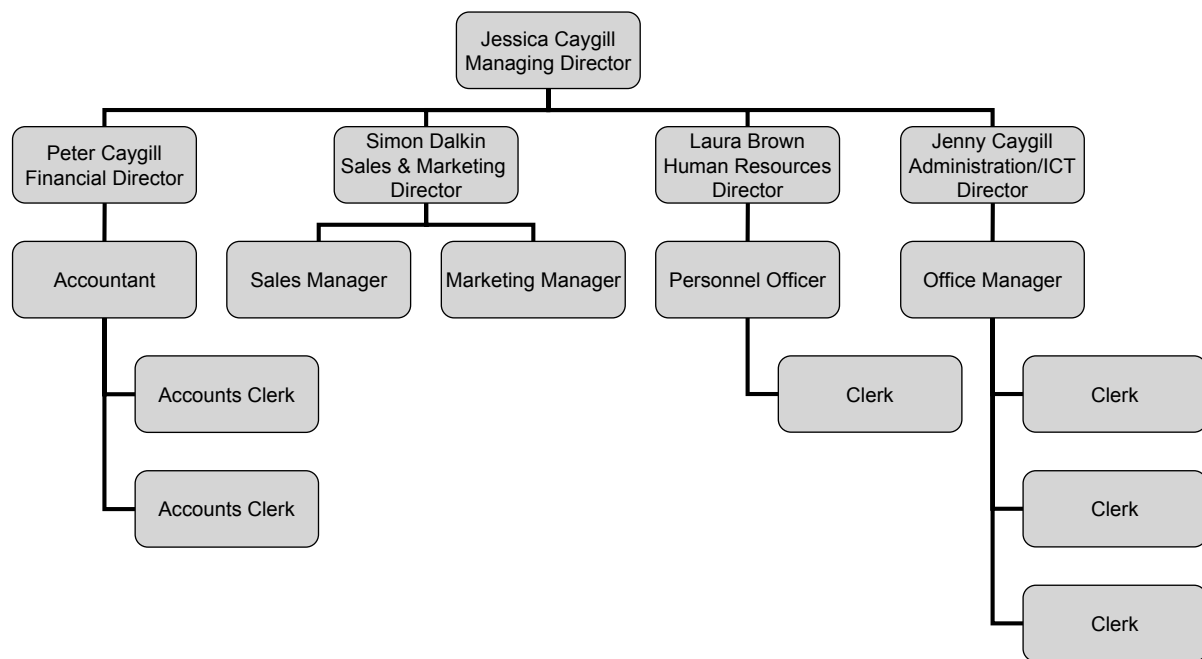 Jessica Caygill
Managing Director
Peter Caygill
Financial Director
Simon Dalkin
Sales & Marketing
Director
Laura Brown
Human Resources
Director
Jenny Caygill
Administration/ICT
Director
Accountant
Sales Manager
Marketing Manager
Personnel Officer
Office Manager
Accounts Clerk
Clerk
Clerk
Accounts Clerk
Clerk
Clerk